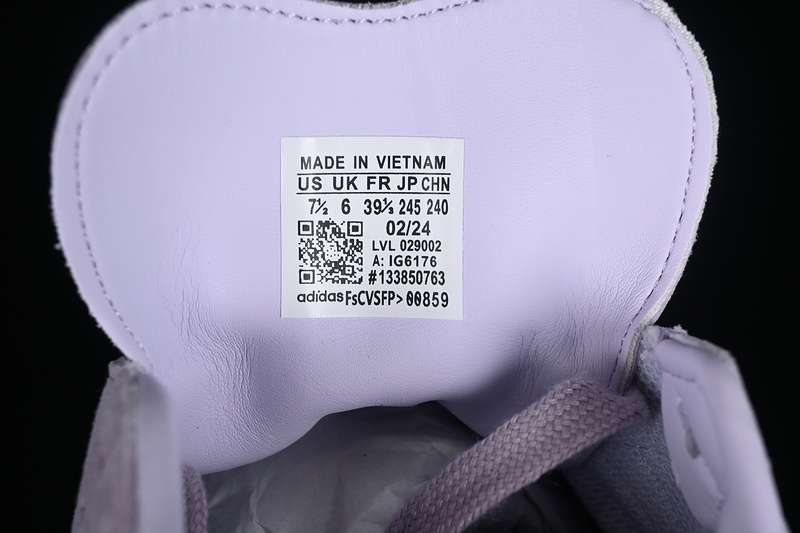 MADE IN VIETNAM
US UK FR JP CHN
7½ 6 39⅓ 245 240
02/24
LVL 029002
A: IG6176
#133850763
adidas FsCVSFP> 00859